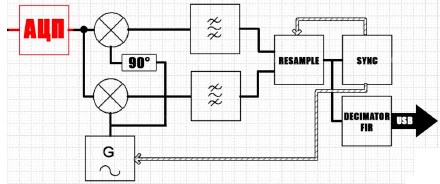 АЦП
90°
RESAMPLE
SYNC
DECIMATOR
FIR
USB
G